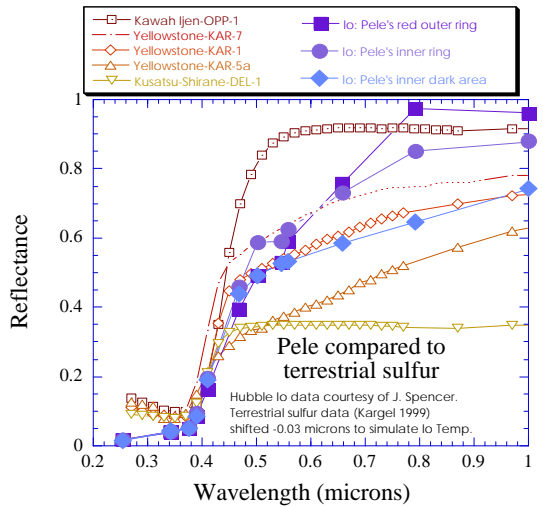 Kawah Ijen-OPP-1
Yellowstone-KAR-7
Yellowstone-KAR-1
Yellowstone-KAR-5a
Kusatsu-Shirane-DEL-1
Io: Pele's red outer ring
Io: Pele's inner ring
Io: Pele's inner dark area
1
0.8
0.6
0.4
0.2
0
Reflectance
Pele compared to
terrestrial sulfur
Hubble Io data courtesy of J. Spencer.
Terrestrial sulfur data (Kargel 1999)
shifted -0.03 microns to simulate Io Temp.
0.2 0.3 0.4 0.5 0.6 0.7 0.8 0.9 1
Wavelength (microns)